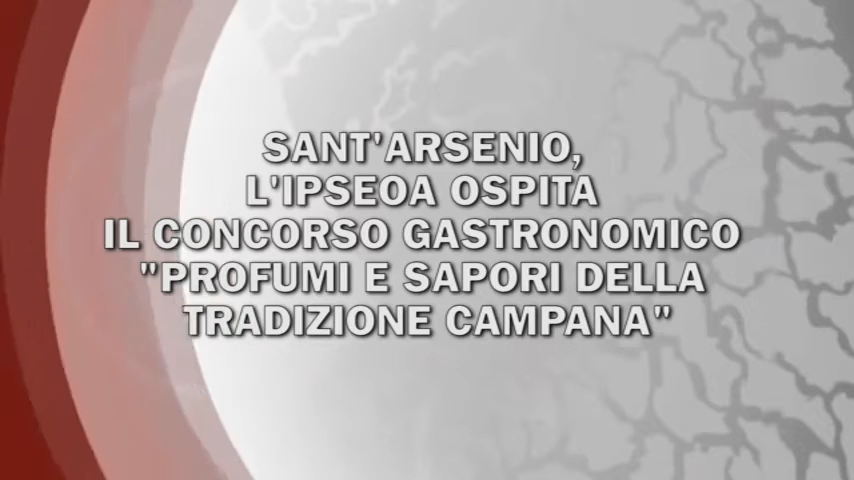 SANT'ARSENIO,
L'IPSEOA OSPITA
IL CONCORSO GASTRONOMICO
"PROFUMI E SAPORI DELLA
TRADIZIONE CAMPANA"